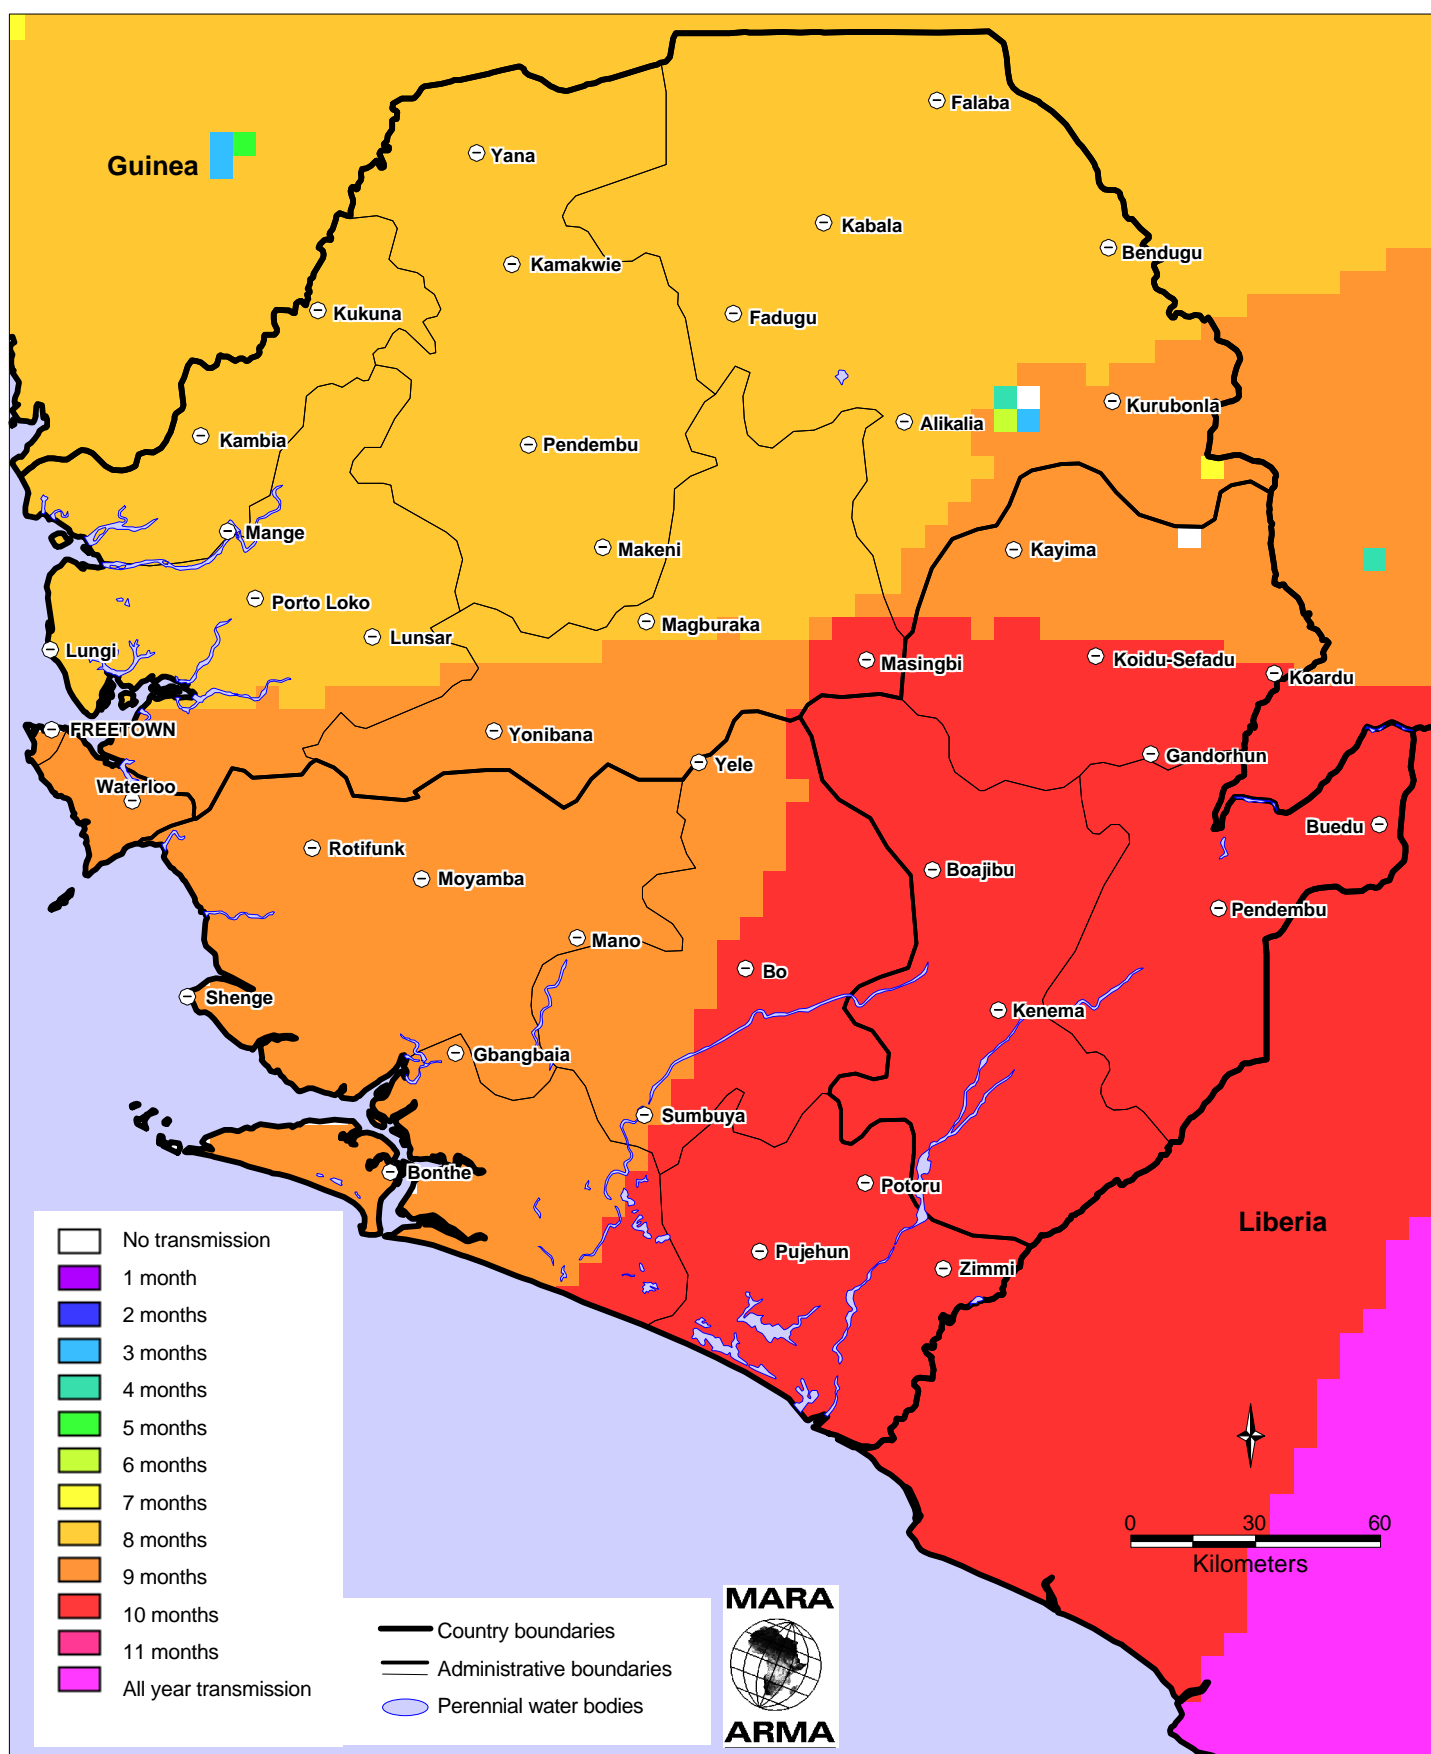 Falaba
Yana
Guinea
Kabala
Bendugu
Kamakwie
Kukuna
Fadugu
Kurubonla
Alikalia
Kambia
Pendembu
Mange
Makeni
Kayima
Porto Loko
Magburaka
Lunsar
Lungi
Masingbi
Koidu-Sefadu
Koardu
FREETOWN
Yonibana
Gandorhun
Yele
Waterloo
Buedu
Rotifunk
Boajibu
Moyamba
Pendembu
Mano
Bo
Shenge
Kenema
Gbangbaia
Sumbuya
Bonthe
Potoru
Liberia
Pujehun
Zimmi
No transmission
1 month
2 months
3 months
4 months
5 months
6 months
7 months
8 months
9 months
10 months
11 months
All year transmission
0 30 60
Kilometers
Country boundaries
Administrative boundaries
Perennial water bodies
MARA
ARMA